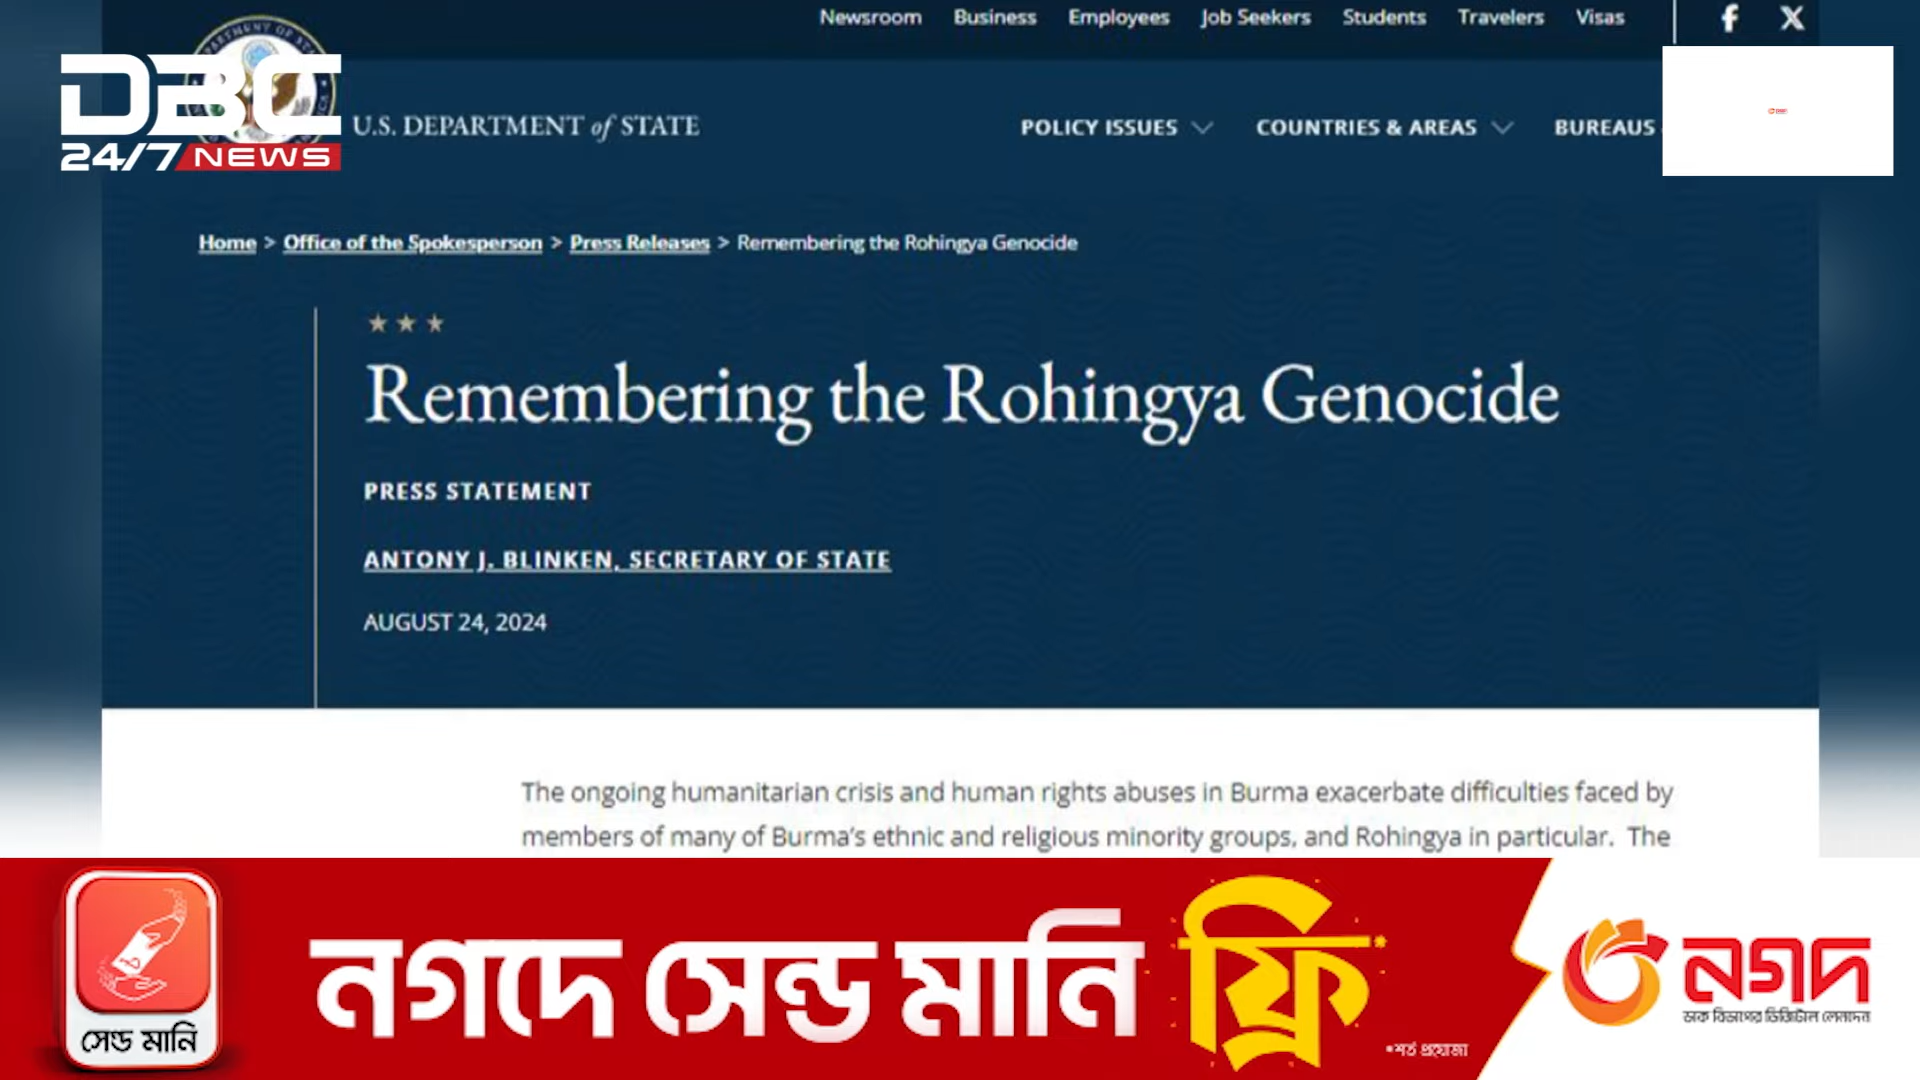 Newsroom Business Employees Job Seekers Students Travelers Visas
DBC
24/7 NEWS
U.S. DEPARTMENT of STATE
POLICY ISSUES COUNTRIES & AREAS BUREAUS
Home > Office of the Spokesperson > Press Releases > Remembering the Rohingya Genocide
Remembering the Rohingya Genocide
PRESS STATEMENT
ANTONY J. BLINKEN, SECRETARY OF STATE
AUGUST 24, 2024
The ongoing humanitarian crisis and human rights abuses in Burma exacerbate difficulties faced by
members of many of Burma's ethnic and religious minority groups, and Rohingya in particular. The
সেন্ড মানি
নগদে সেন্ড মানি ফ্রি*
*শর্ত প্রযোজ্য
নগদ
ডাক বিভাগের ডিজিটাল লেনদেন